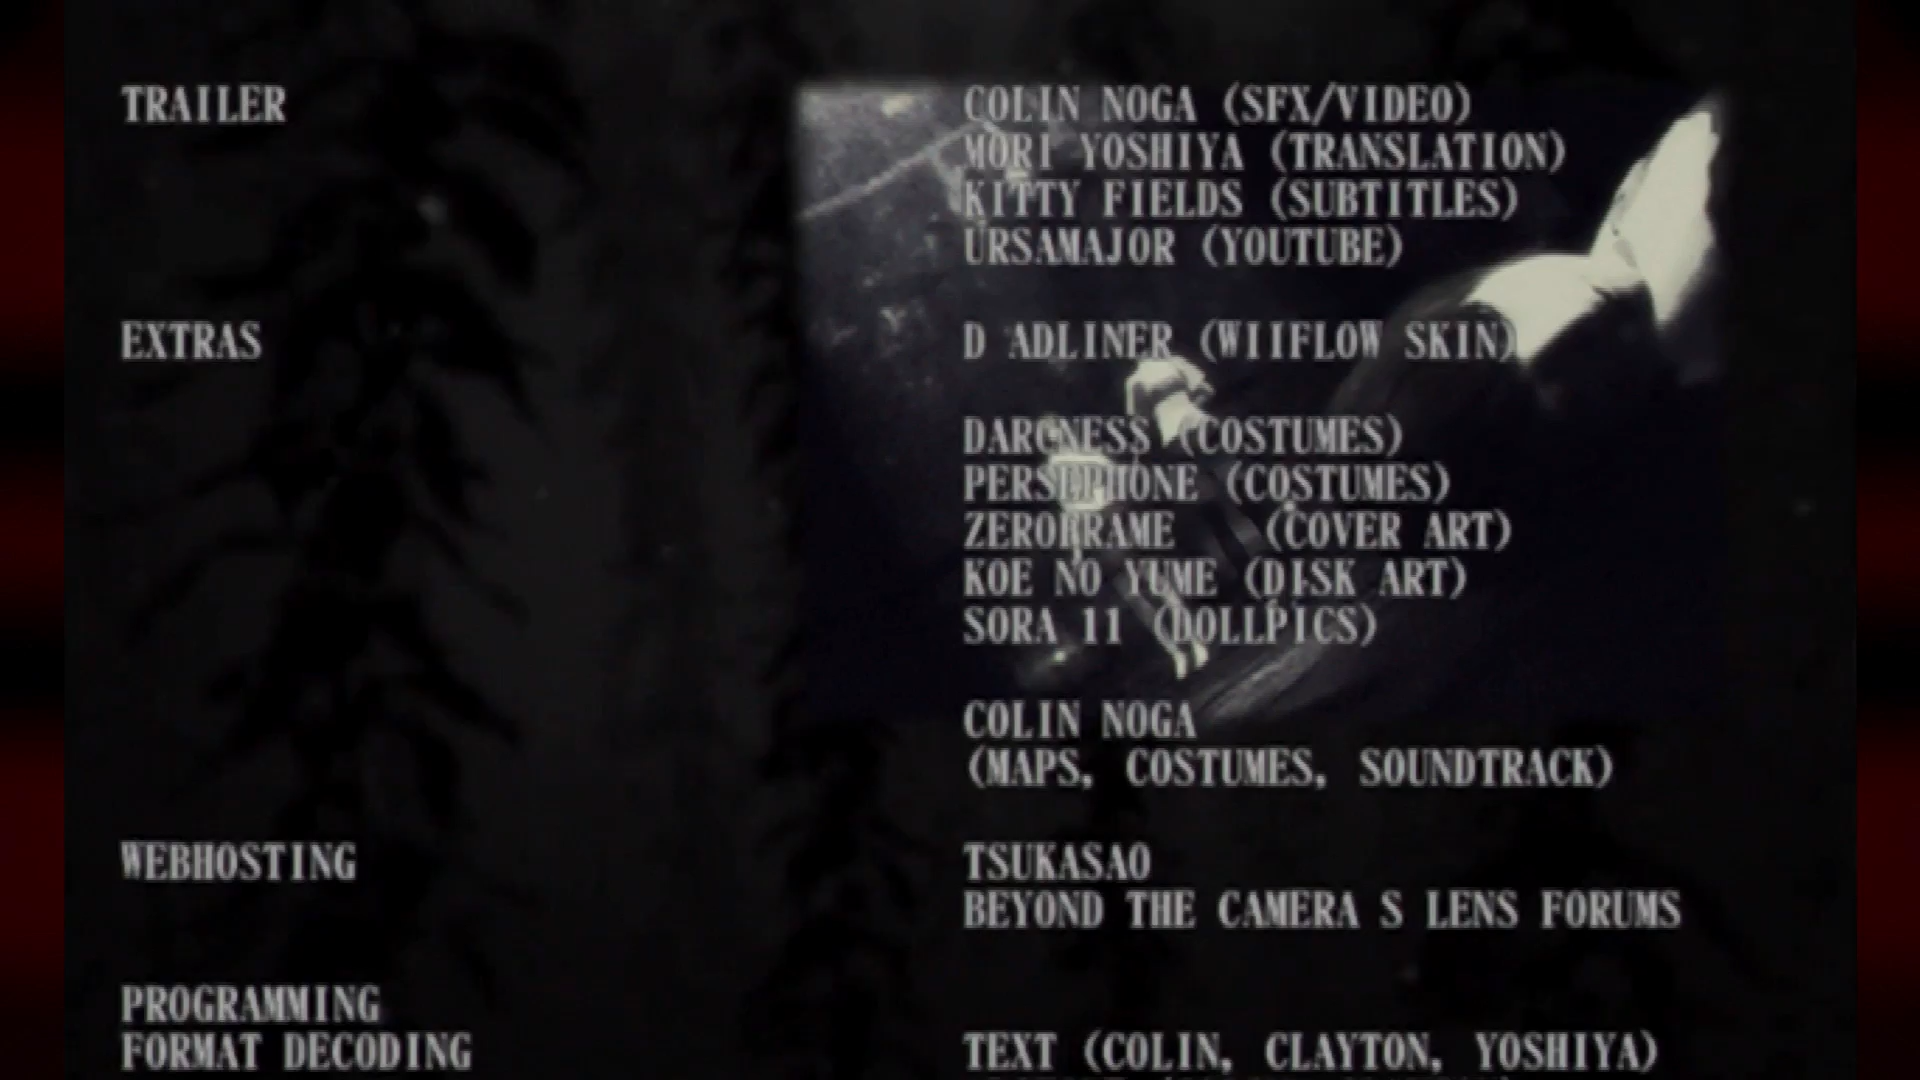 TRAILER COLIN NOGA (SFX/VIDEO)
MORI YOSHIYA (TRANSLATION)
KITTY FIELDS (SUBTITLES)
URSAMAJOR (YOUTUBE)
EXTRAS D ADLINER (WIIFLOW SKIN)
DARCNESS (COSTUMES)
PERSEPHONE (COSTUMES)
ZEROFRAME (COVER ART)
KOE NO YUME (DISK ART)
SORA 11 (DOLLPICS)
COLIN NOGA
(MAPS, COSTUMES, SOUNDTRACK)
WEBHOSTING TSUKASAO
BEYOND THE CAMERA S LENS FORUMS
PROGRAMMING
FORMAT DECODING TEXT (COLIN, CLAYTON, YOSHIYA)